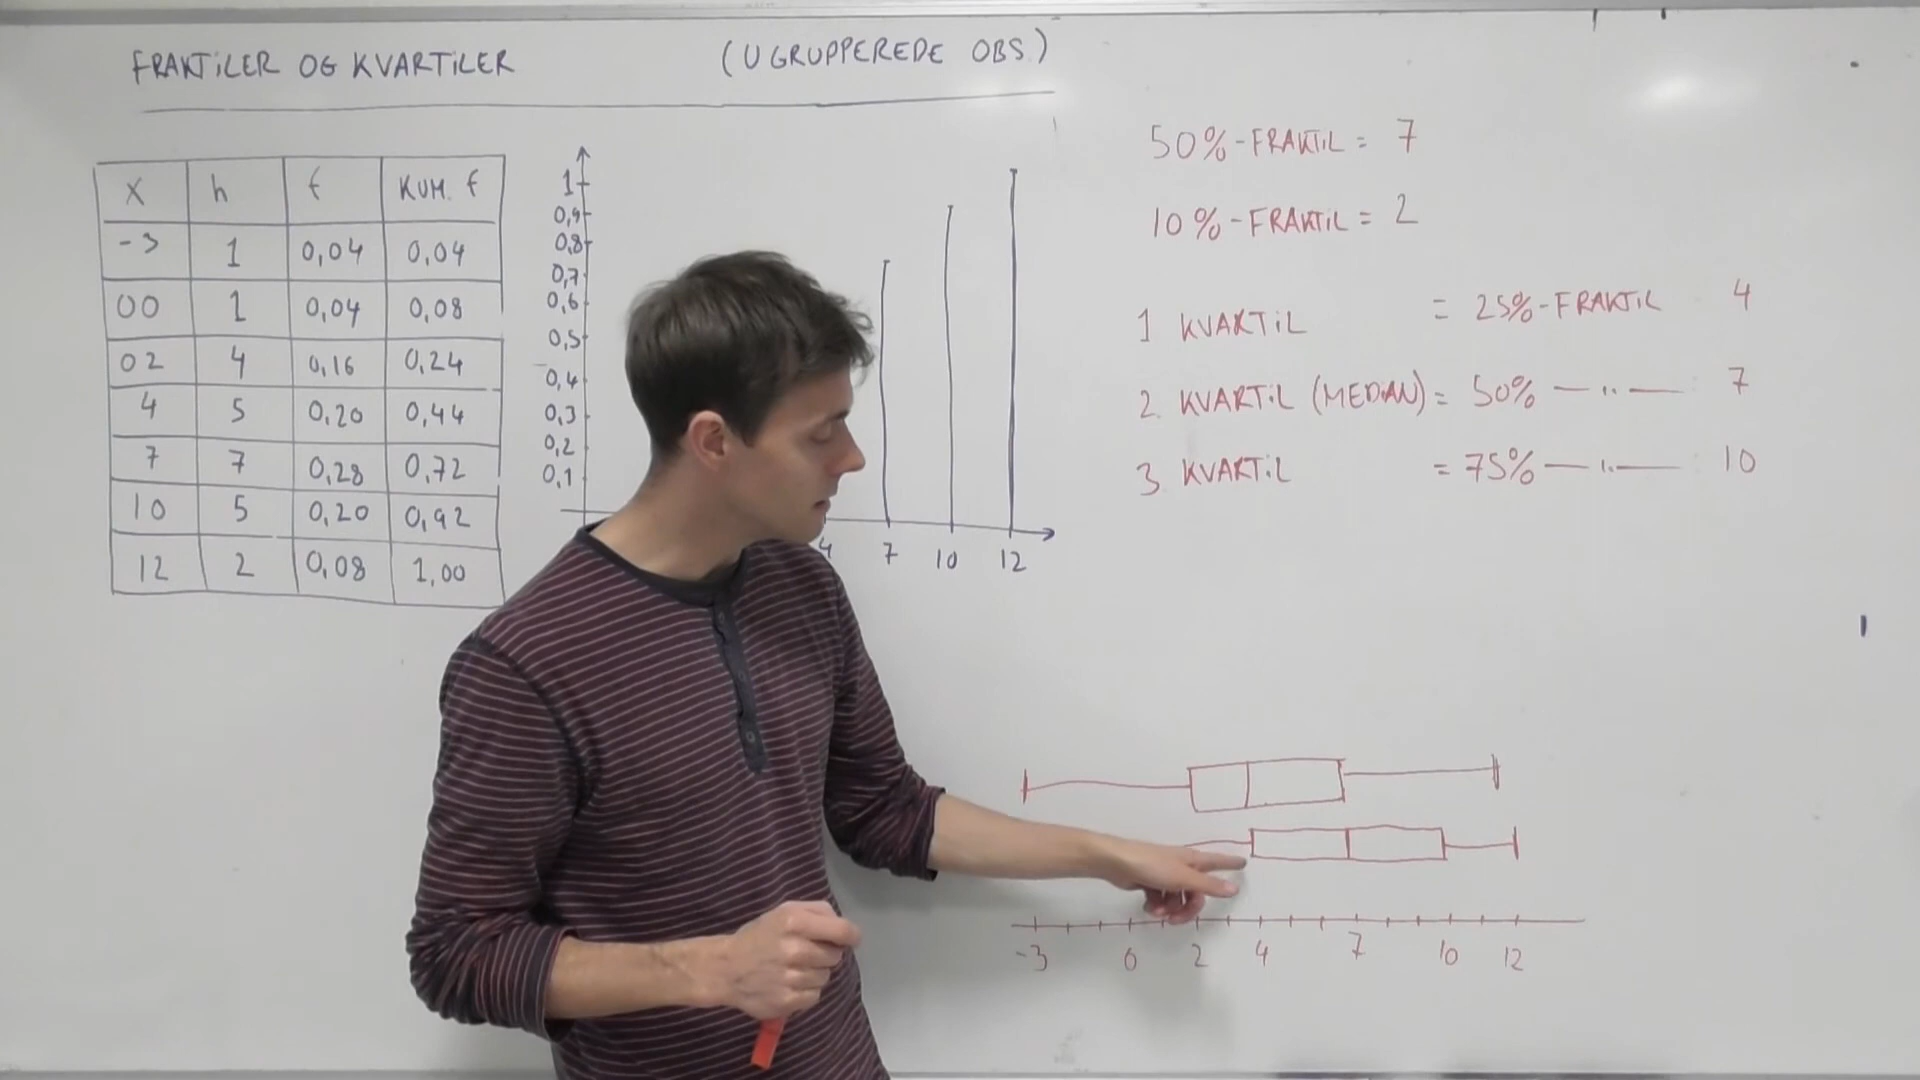 FRAKTILER OG KVARTILER (UGRUPPEREDE OBS.)
X h f KUM. f
-3 1 0,04 0,04
00 1 0,04 0,08
02 4 0,16 0,24
4 5 0,20 0,44
7 7 0,28 0,72
10 5 0,20 0,92
12 2 0,08 1,00
1
0,9
0,8
0,7
0,6
0,5
0,4
0,3
0,2
0,1
4 7 10 12
50%-FRAKTIL = 7
10%-FRAKTIL = 2
1 KVARTIL = 25%-FRAKTIL 4
2. KVARTIL (MEDIAN) = 50% — " — 7
3. KVARTIL = 75% — " — 10
-3 0 2 4 7 10 12